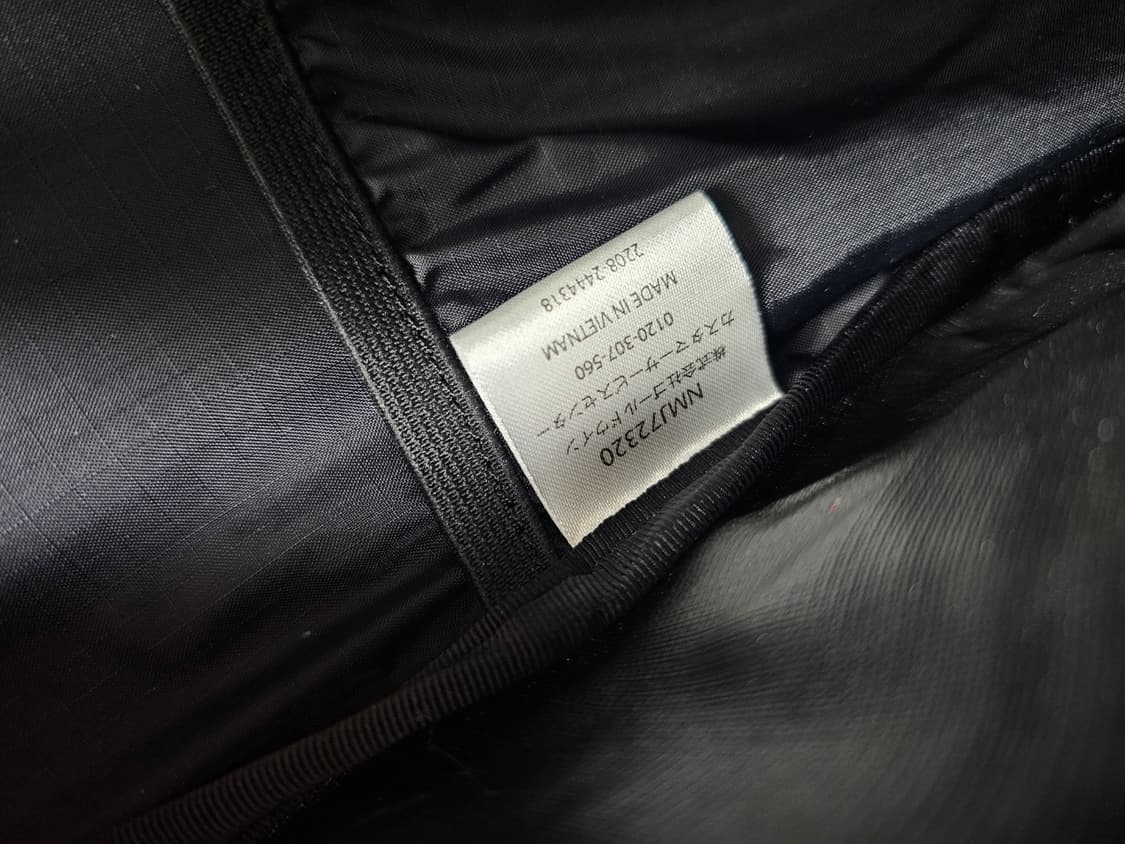 NMJ72320
株式会社ゴールドウイン
カスタマーサービスセンター
0120-307-560
MADE IN VIETNAM
2208-2444318